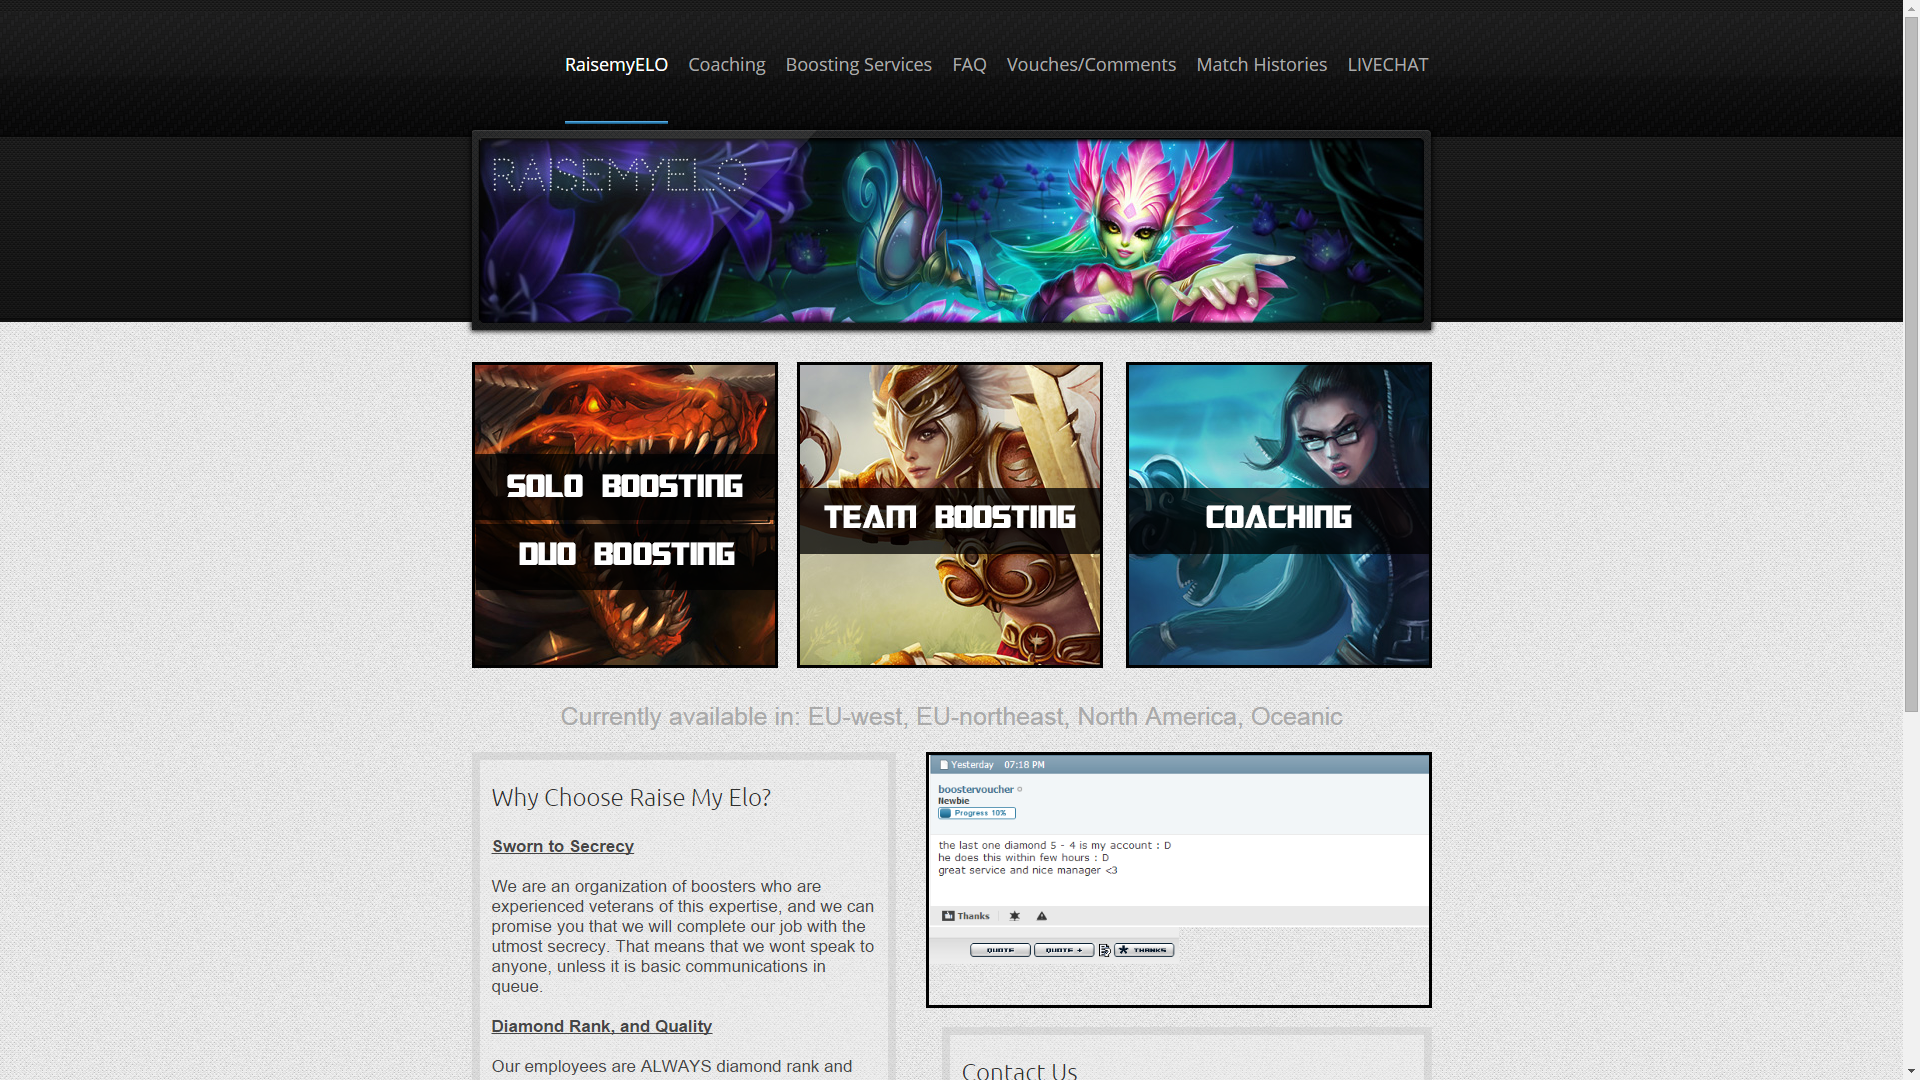 RaisemyELO Coaching Boosting Services FAQ Vouches/Comments Match Histories LIVECHAT
RAISEMYELO
SOLO BOOSTING
DUO BOOSTING
TEAM BOOSTING
COACHING
Currently available in: EU-west, EU-northeast, North America, Oceanic
Why Choose Raise My Elo?
Sworn to Secrecy
We are an organization of boosters who are
experienced veterans of this expertise, and we can
promise you that we will complete our job with the
utmost secrecy. That means that we wont speak to
anyone, unless it is basic communications in
queue.
Diamond Rank, and Quality
Our employees are ALWAYS diamond rank and
Yesterday 07:18 PM
boostervoucher
Newbie
Progress 10%
the last one diamond 5 - 4 is my account : D
he does this within few hours : D
great service and nice manager <3
Thanks
QUOTE QUOTE + THANKS
Contact Us